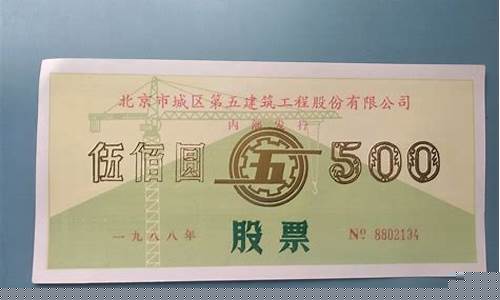 北京市城区第五建筑工程股份有限公司
内部发行
伍佰圆 五 500
一九八八年 股票 Nº 8802134